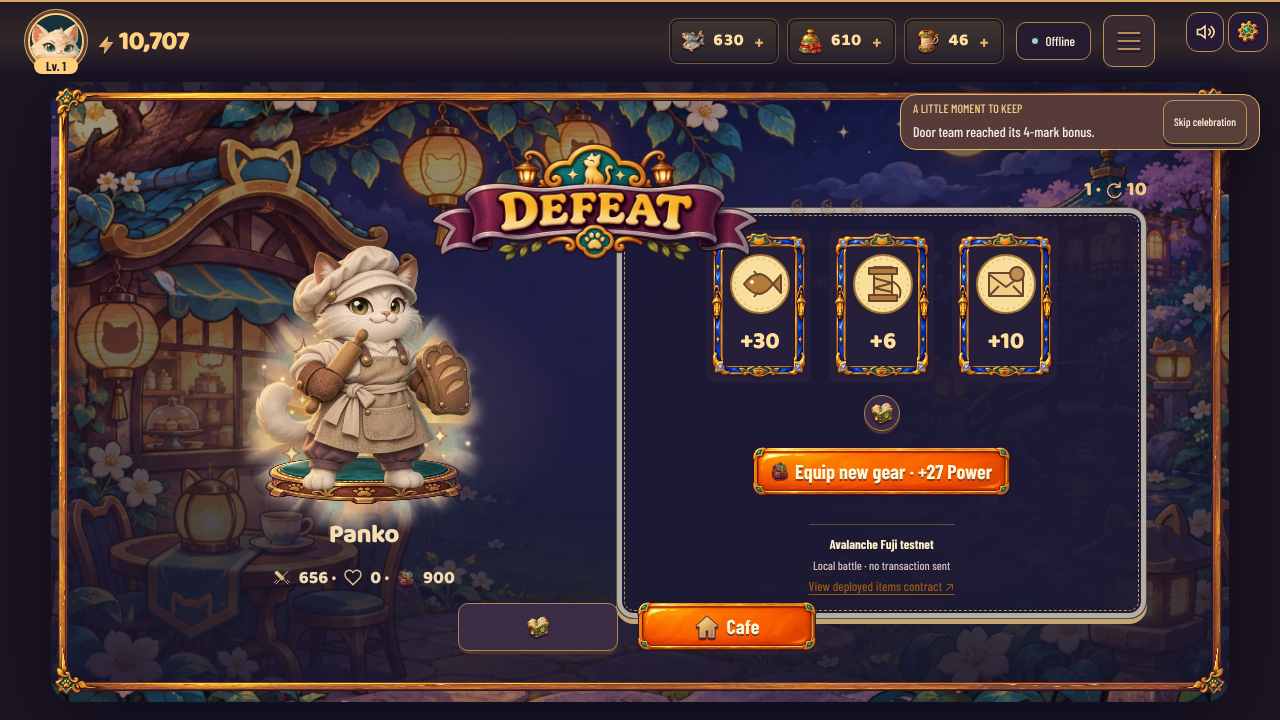 10,707
Lv. 1
630 +
610 +
46 +
Offline
A LITTLE MOMENT TO KEEP
Door team reached its 4-mark bonus.
Skip celebration
1 · 10
DEFEAT
+30
+6
+10
Equip new gear · +27 Power
Panko
656 · 0 · 900
Avalanche Fuji testnet
Local battle · no transaction sent
View deployed items contract ↗
Cafe